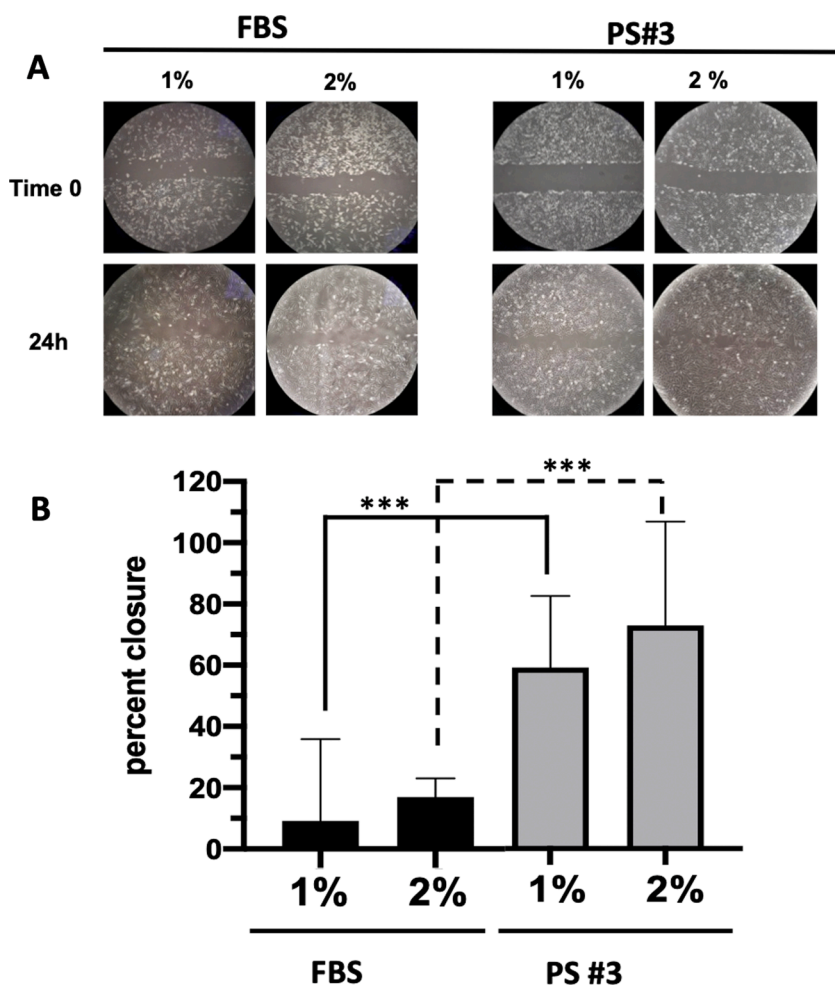 FBS PS#3
A
1% 2% 1% 2 %
Time 0
24h
B
percent closure
120
100
80
60
40
20
0
***
***
1% 2% 1% 2%
FBS PS #3